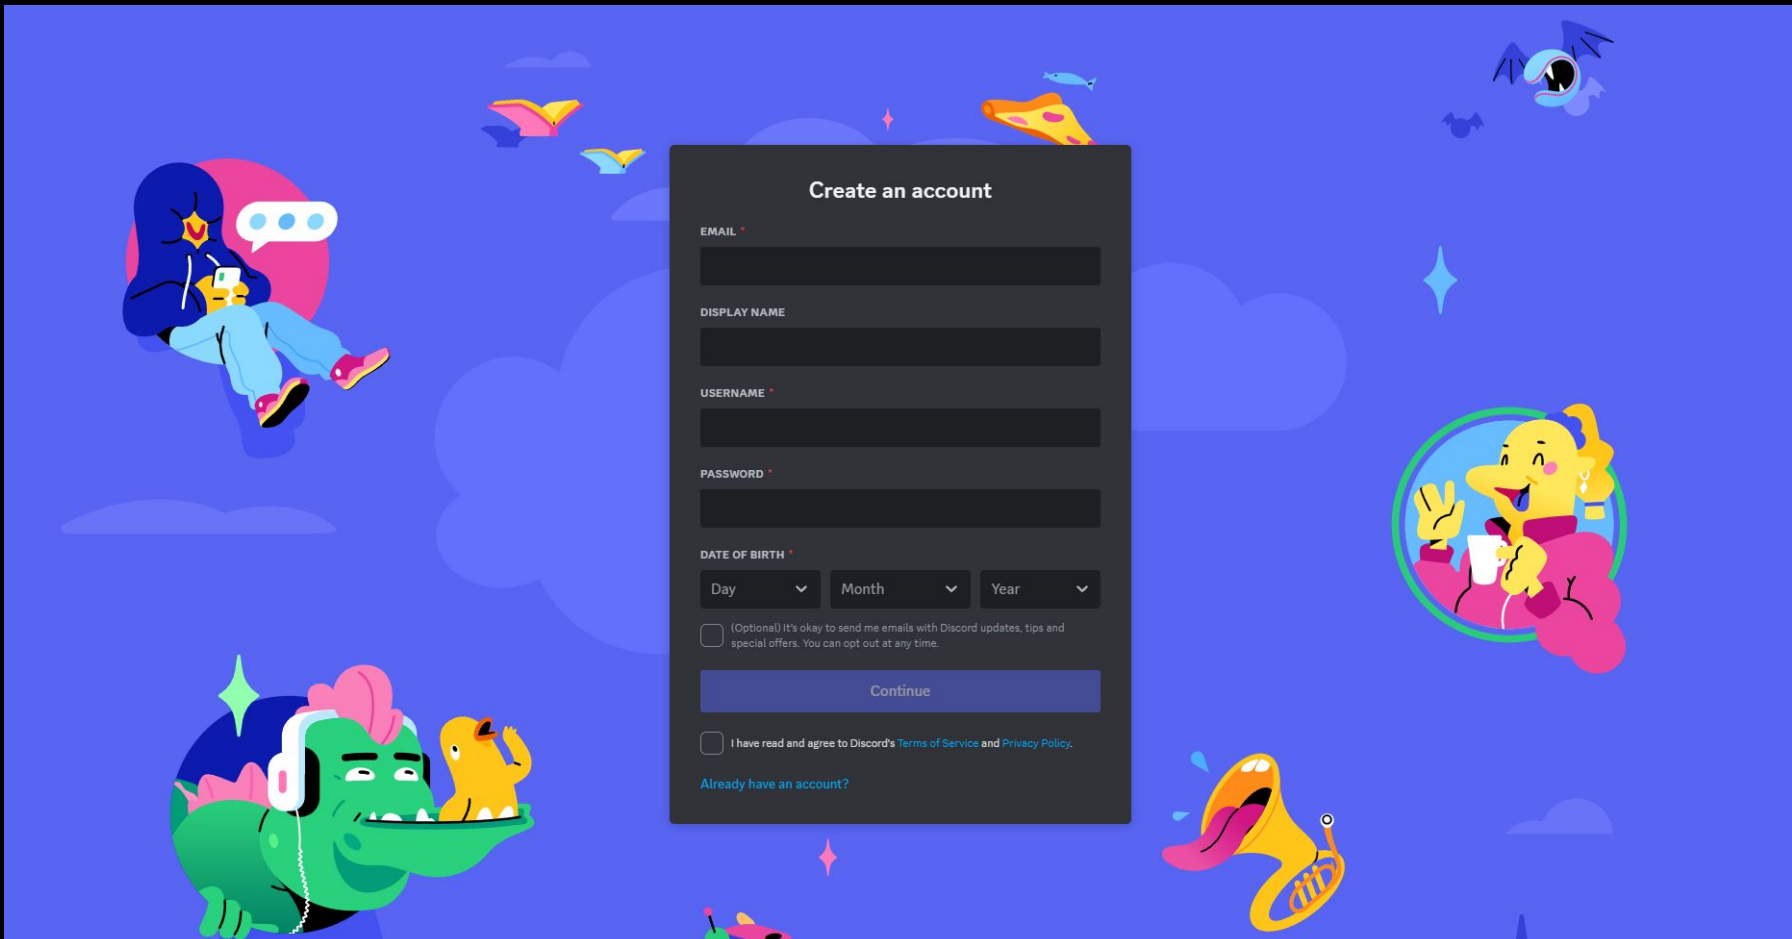 Create an account
EMAIL *
DISPLAY NAME
USERNAME *
PASSWORD *
DATE OF BIRTH *
Day Month Year
(Optional) It's okay to send me emails with Discord updates, tips and
special offers. You can opt out at any time.
Continue
I have read and agree to Discord's Terms of Service and Privacy Policy.
Already have an account?